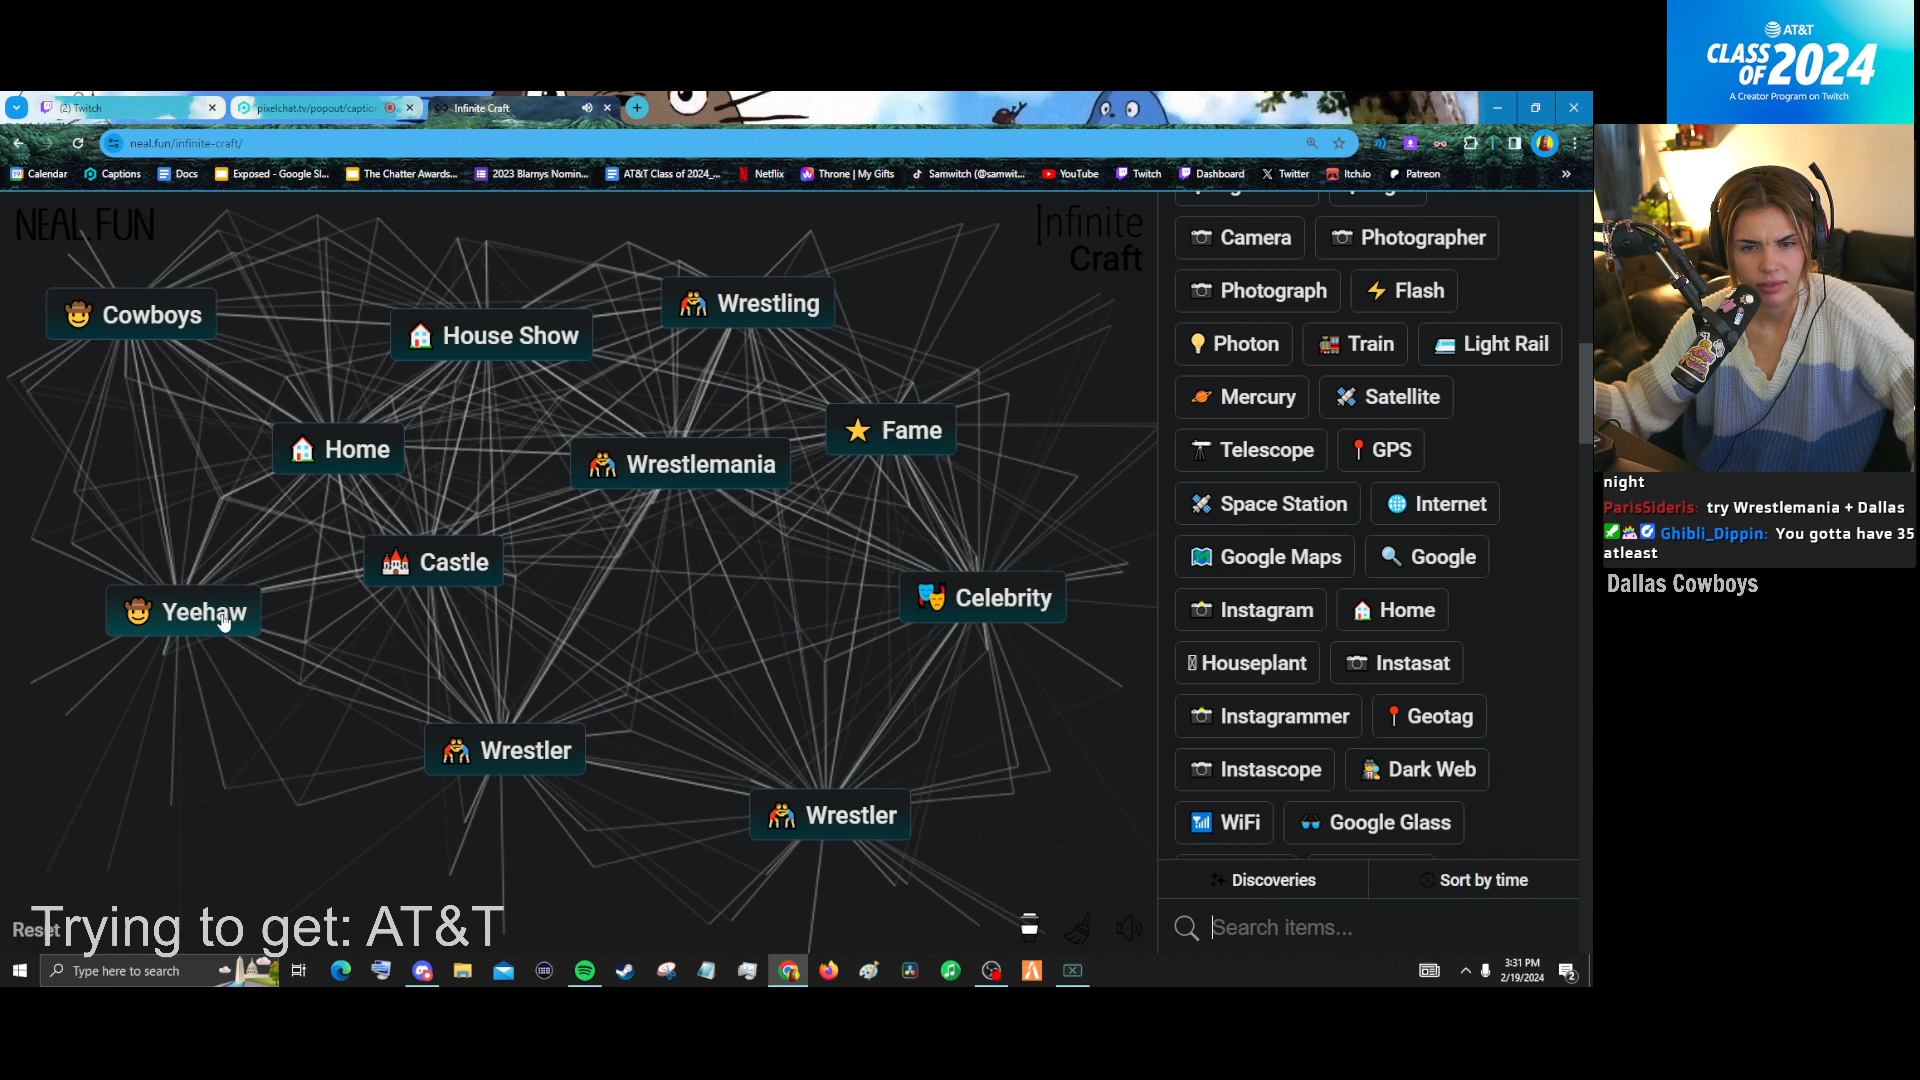 AT&T
CLASS
OF 2024
A Creator Program on Twitch
(2) Twitch
pixelchat.tv/popout/captio
Infinite Craft
neal.fun/infinite-craft/
Calendar
Captions
Docs
Exposed - Google Sl...
The Chatter Awards...
2023 Blarnys Nomin...
AT&T Class of 2024_...
Netflix
Throne | My Gifts
Samwitch (@samwit...
YouTube
Twitch
Dashboard
Twitter
Itch.io
Patreon
NEAL.FUN
Infinite
Craft
Cowboys
House Show
Wrestling
Home
Wrestlemania
Fame
Castle
Yeehaw
Celebrity
Wrestler
Wrestler
Camera
Photographer
Photograph
Flash
Photon
Train
Light Rail
Mercury
Satellite
Telescope
GPS
Space Station
Internet
Google Maps
Google
Instagram
Home
Houseplant
Instasat
Instagrammer
Geotag
Instascope
Dark Web
WiFi
Google Glass
Discoveries
Sort by time
Search items...
Reset
Trying to get: AT&T
Type here to search
3:31 PM
2/19/2024
2
night
ParisSideris: try Wrestlemania + Dallas
Ghibli_Dippin: You gotta have 35
atleast
Dallas Cowboys